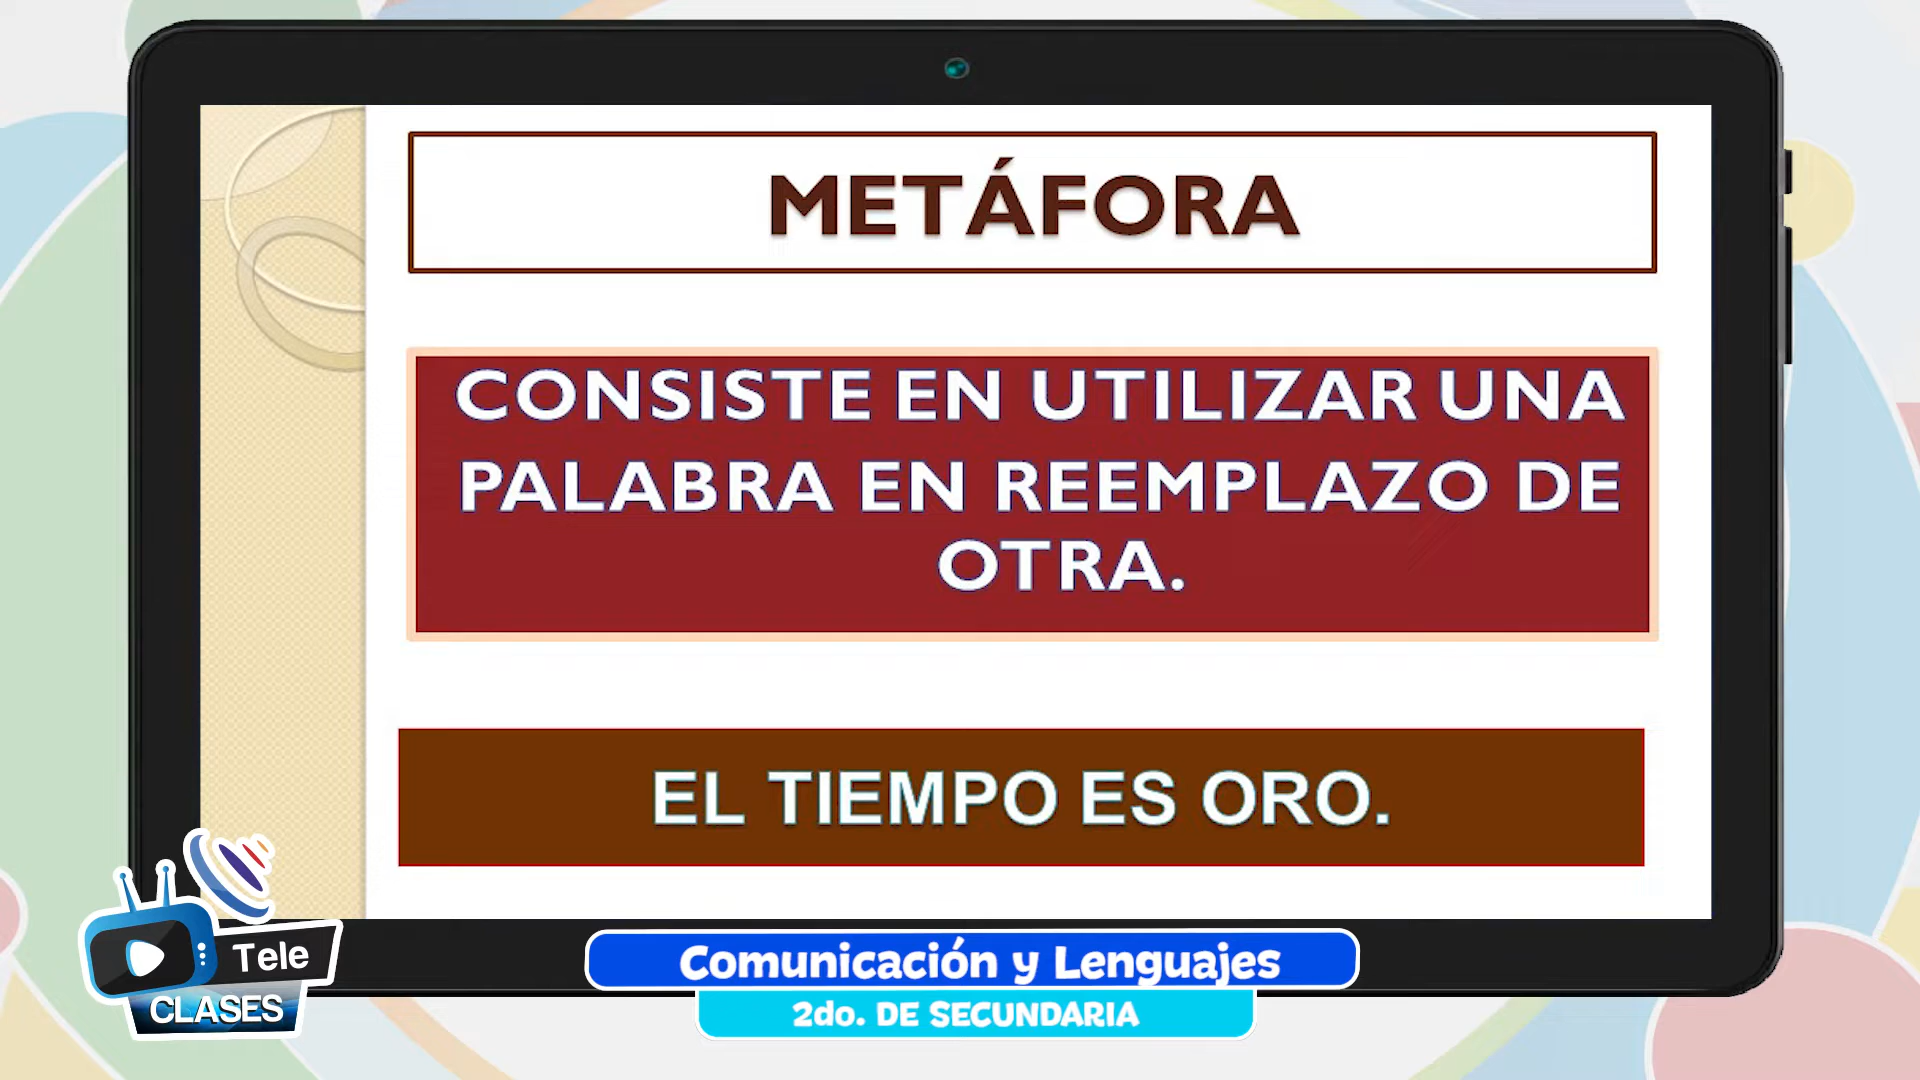 METÁFORA
CONSISTE EN UTILIZAR UNA
PALABRA EN REEMPLAZO DE
OTRA.
EL TIEMPO ES ORO.
Tele
CLASES
Comunicación y Lenguajes
2do. DE SECUNDARIA